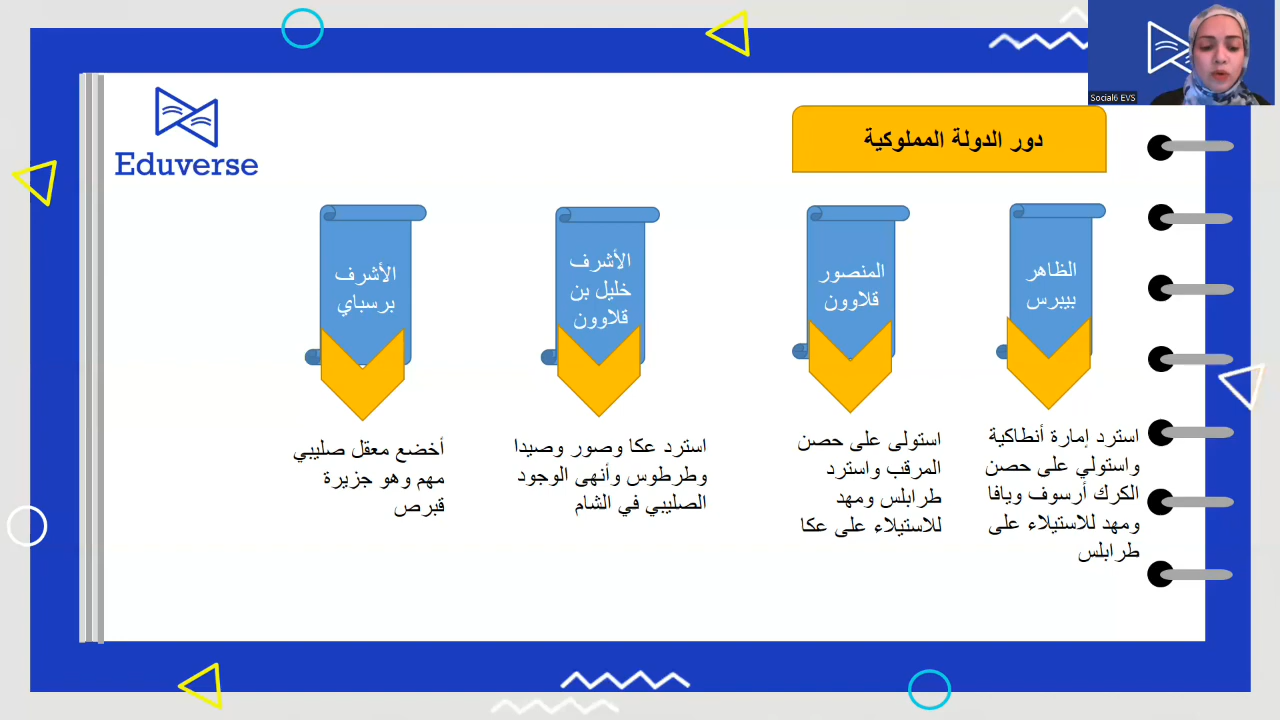 Social6 EVS
Eduverse
دور الدولة المملوكية
الظاهر
بيبرس
استرد إمارة أنطاكية
واستولي على حصن
الكرك أرسوف ويافا
ومهد للاستيلاء على
طرابلس
المنصور
قلاوون
استولى على حصن
المرقب واسترد
طرابلس ومهد
للاستيلاء على عكا
الأشرف
خليل بن
قلاوون
استرد عكا وصور وصيدا
وطرطوس وأنهى الوجود
الصليبي في الشام
الأشرف
برسباي
أخضع معقل صليبي
مهم وهو جزيرة
قبرص